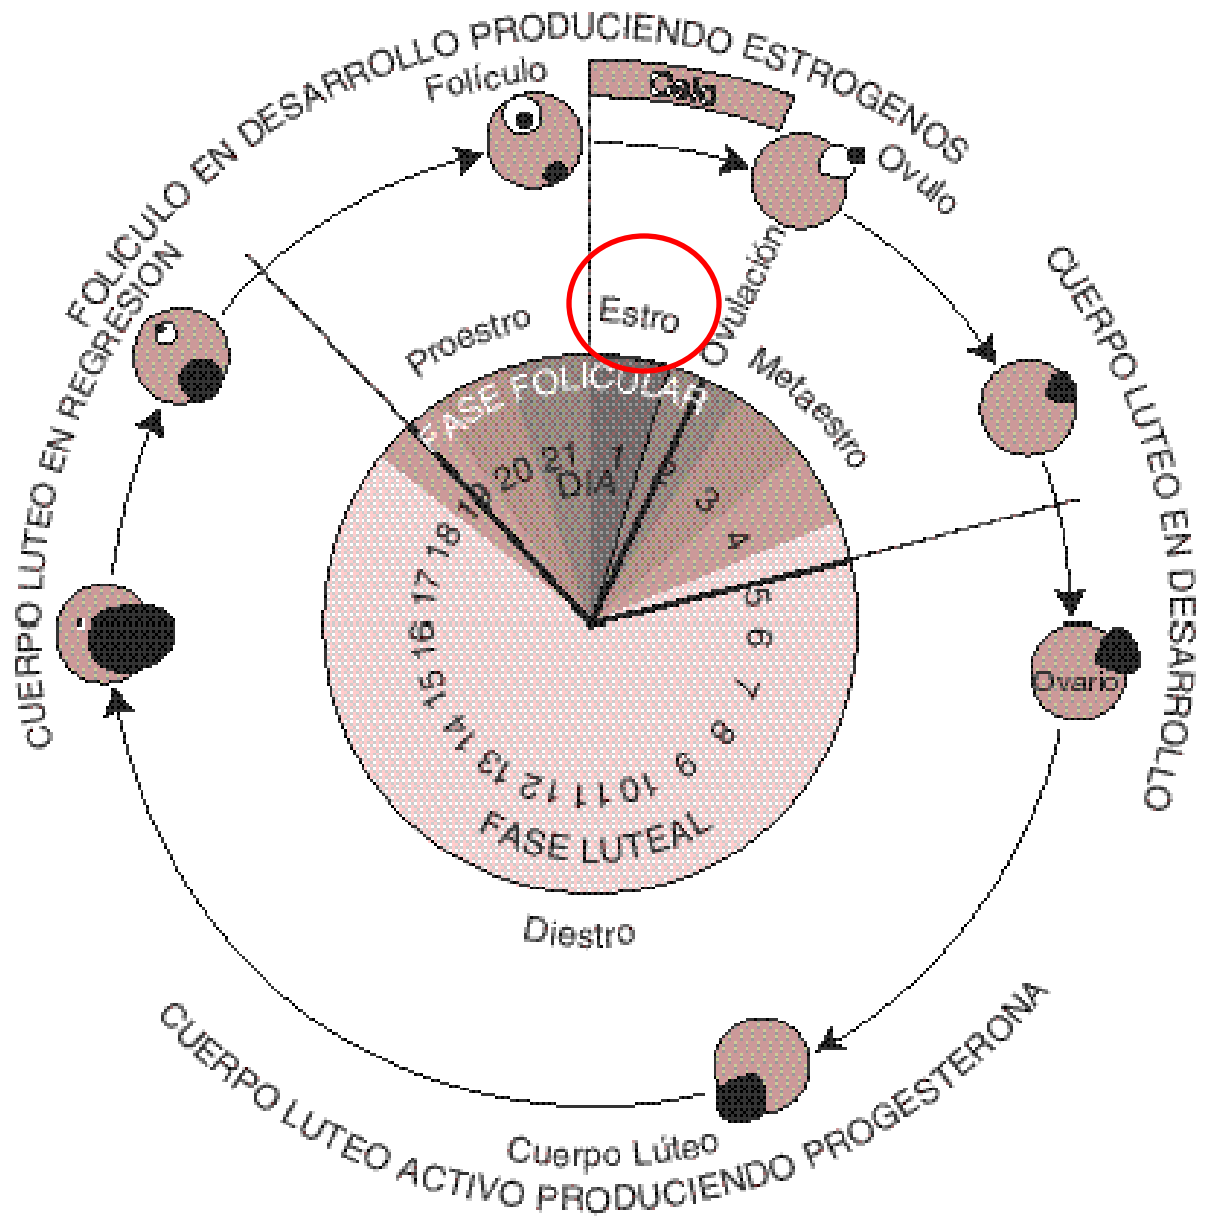 FOLICULO EN DESARROLLO PRODUCIENDO ESTROGENOS
Folículo
Celo
Ovulo
CUERPO LUTEO EN REGRESION
Proestro
Estro
Ovulación
Metaestro
CUERPO LUTEO EN DESARROLLO
FASE FOLICULAR
DIA
1
2
3
4
5
6
7
8
9
10
11
12
13
14
15
16
17
18
19
20
21
Ovario
FASE LUTEAL
Diestro
Cuerpo Lúteo
CUERPO LUTEO ACTIVO PRODUCIENDO PROGESTERONA